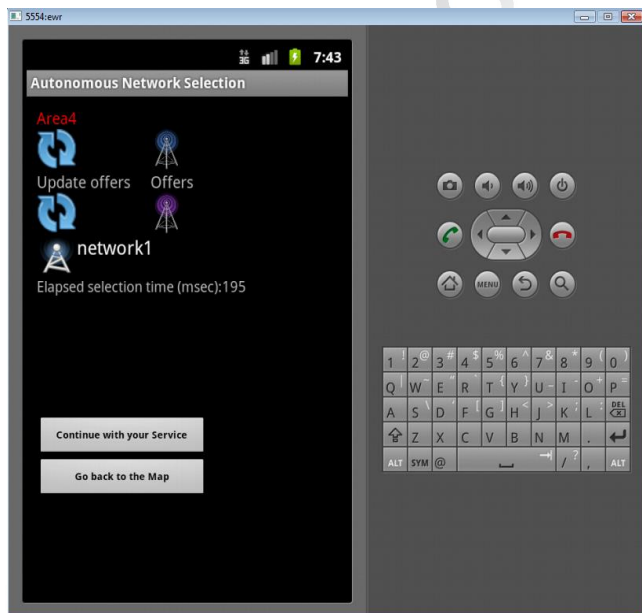 5554:ewr
3G 7:43
Autonomous Network Selection
Area4
Update offers Offers
network1
Elapsed selection time (msec):195
Continue with your Service
Go back to the Map
MENU
1 ! 2 @ 3 # 4 $ 5 % 6 ^ 7 & 8 * 9 ( 0 )
Q | W ~ E " R ` T { Y } U _ I - O + P =
A S \ D ' F [ G ] H < J > K ; L : DEL
Z X C V B N M .
ALT SYM @ / ? , ALT